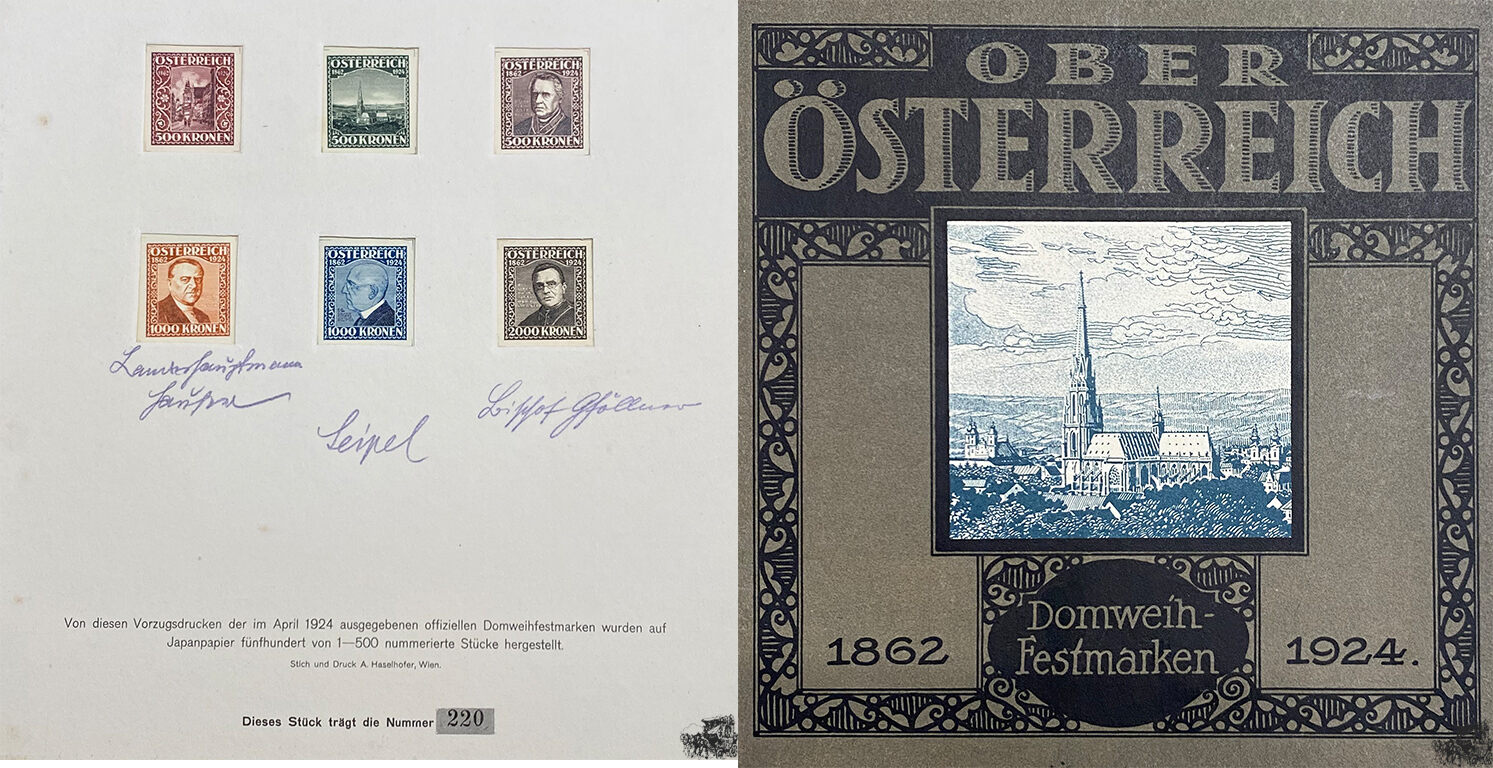 ÖSTERREICH
500 KRONEN
ÖSTERREICH
1862 1924
500 KRONEN
ÖSTERREICH
1862 1924
500 KRONEN
ÖSTERREICH
1862 1924
1000 KRONEN
ÖSTERREICH
1862 1924
1000 KRONEN
ÖSTERREICH
1862 1924
2000 KRONEN
Landeshauptmann
Hauser
Seipel
Bischof Gföllner
Von diesen Vorzugsdrucken der im April 1924 ausgegebenen offiziellen Domweihfestmarken wurden auf
Japanpapier fünfhundert von 1—500 nummerierte Stücke hergestellt.
Stich und Druck A. Haselhofer, Wien.
Dieses Stück trägt die Nummer 220
OBER
ÖSTERREICH
Domweih-
Festmarken
1862 1924.